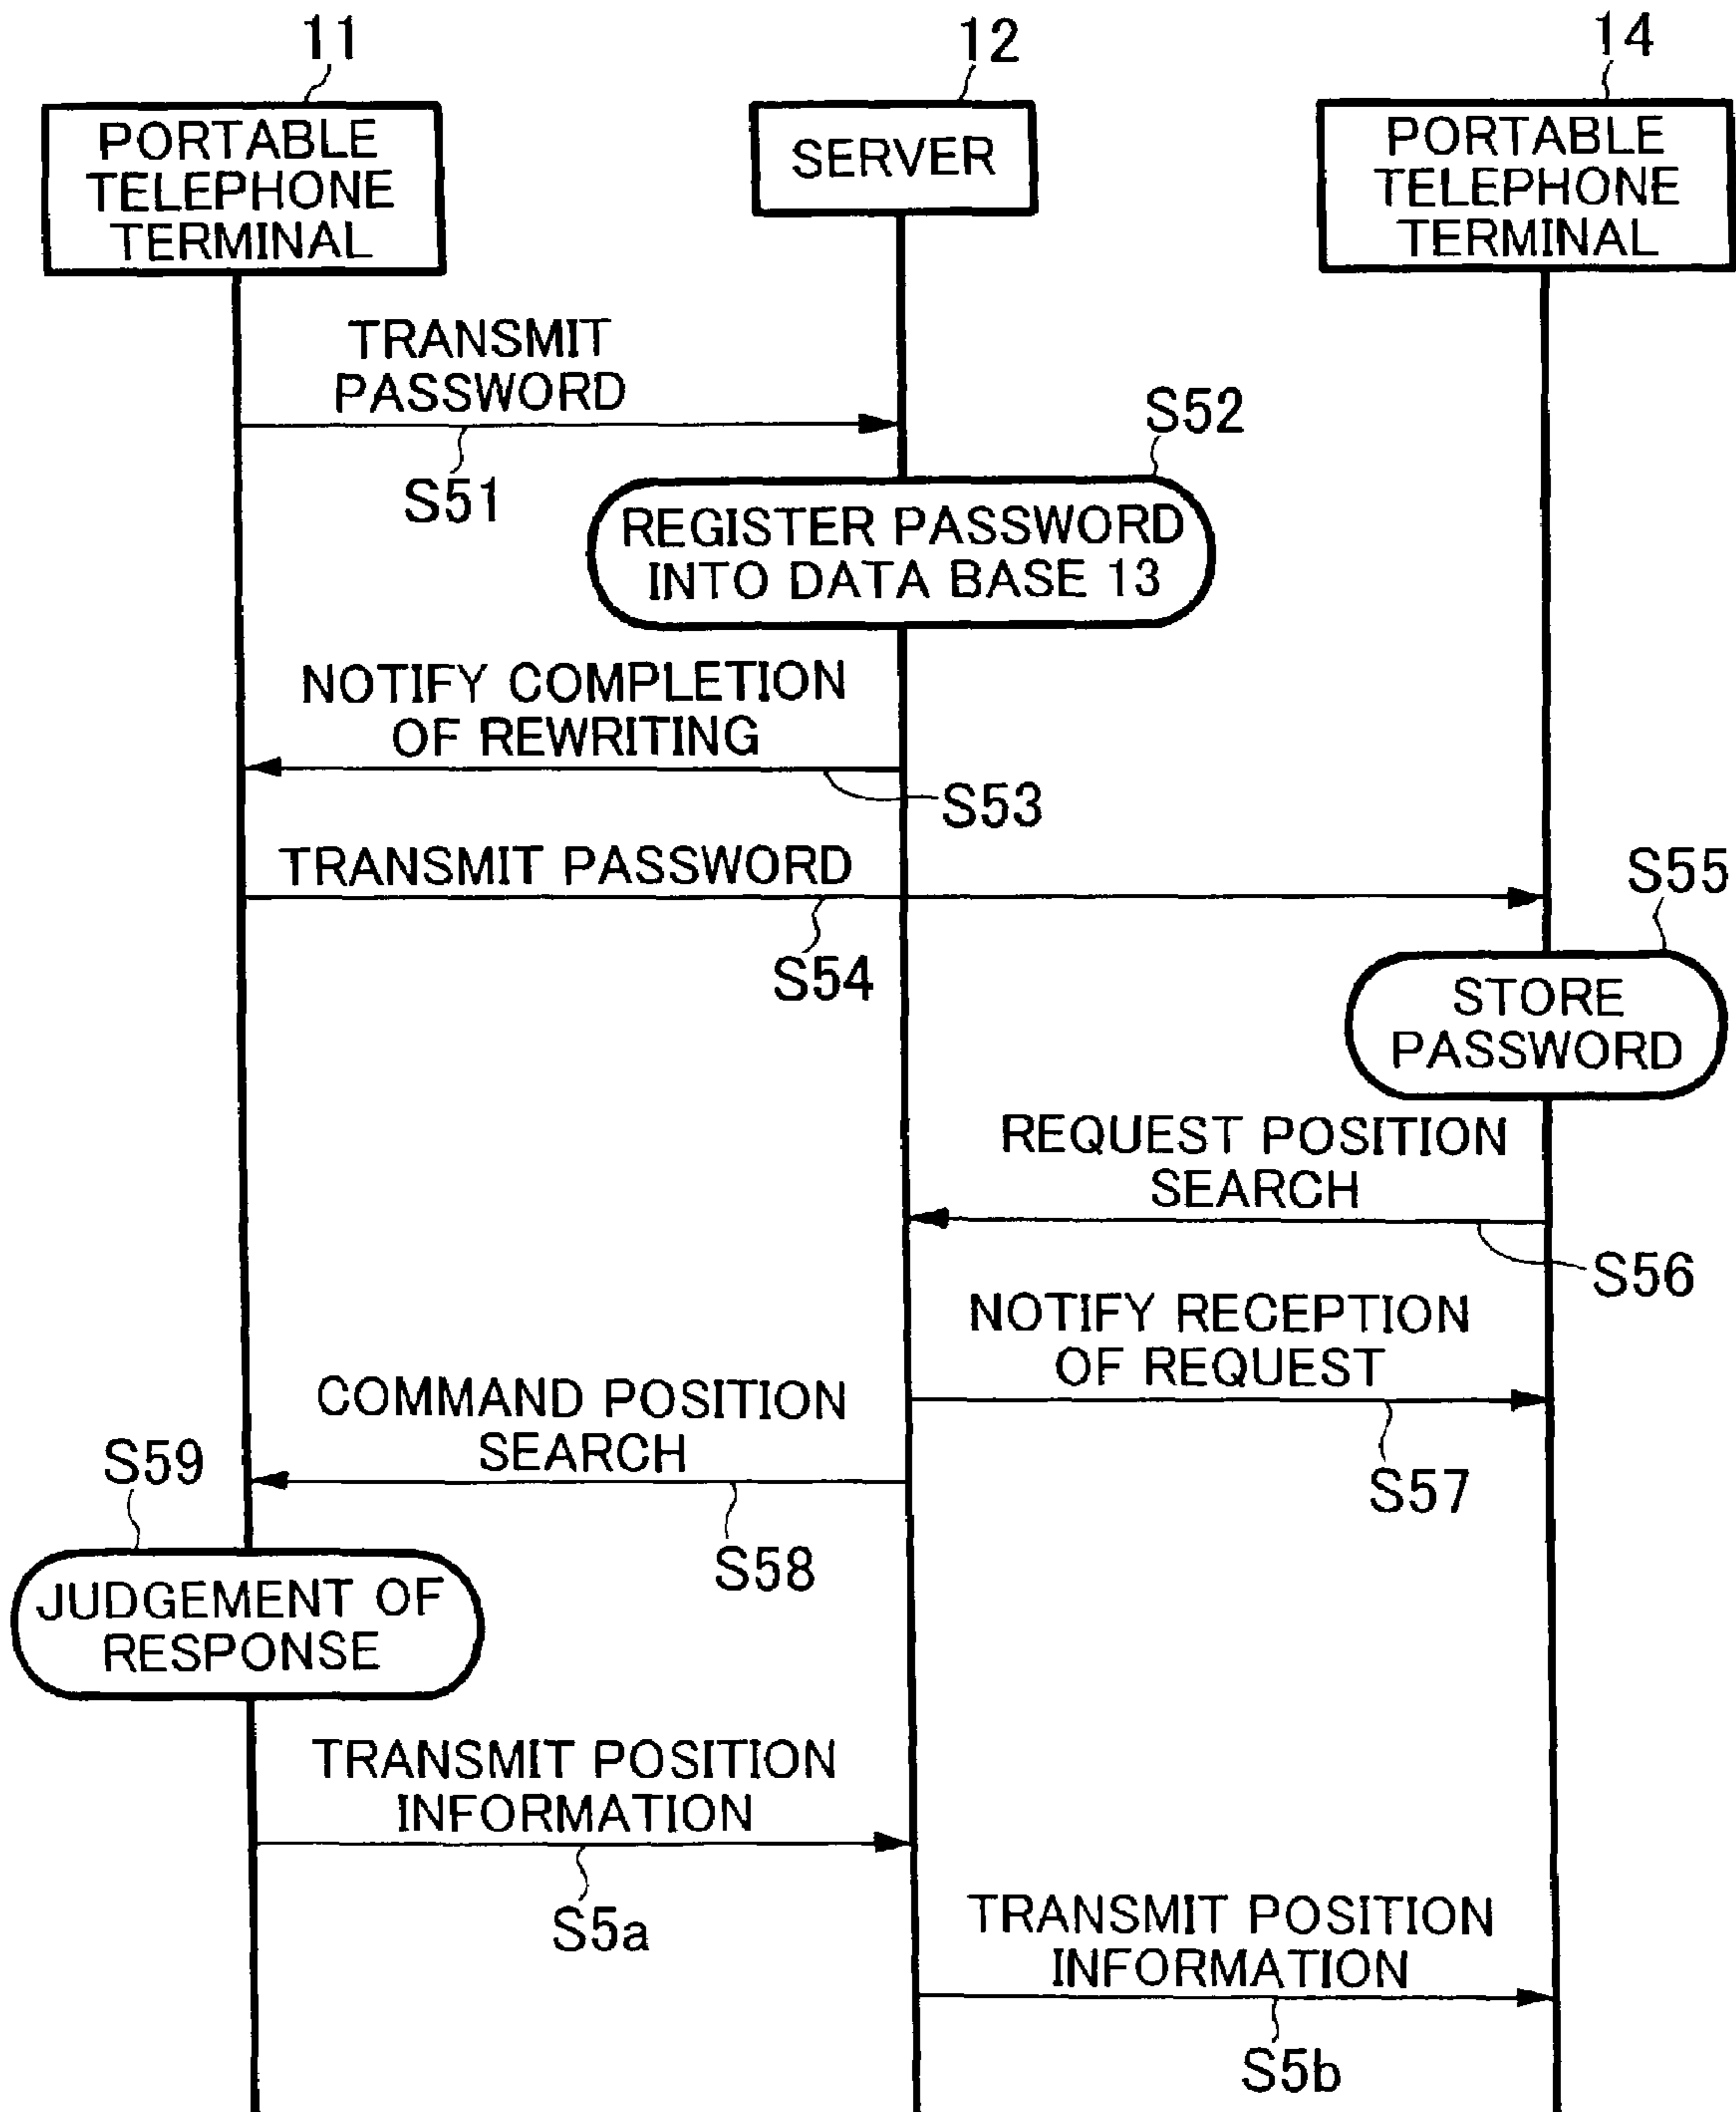 11
12
14
PORTABLE
TELEPHONE
TERMINAL
SERVER
PORTABLE
TELEPHONE
TERMINAL
TRANSMIT
PASSWORD
S51
S52
REGISTER PASSWORD
INTO DATA BASE 13
NOTIFY COMPLETION
OF REWRITING
S53
TRANSMIT PASSWORD
S54
S55
STORE
PASSWORD
REQUEST POSITION
SEARCH
S56
NOTIFY RECEPTION
OF REQUEST
S57
COMMAND POSITION
SEARCH
S58
S59
JUDGEMENT OF
RESPONSE
TRANSMIT POSITION
INFORMATION
S5a
TRANSMIT POSITION
INFORMATION
S5b